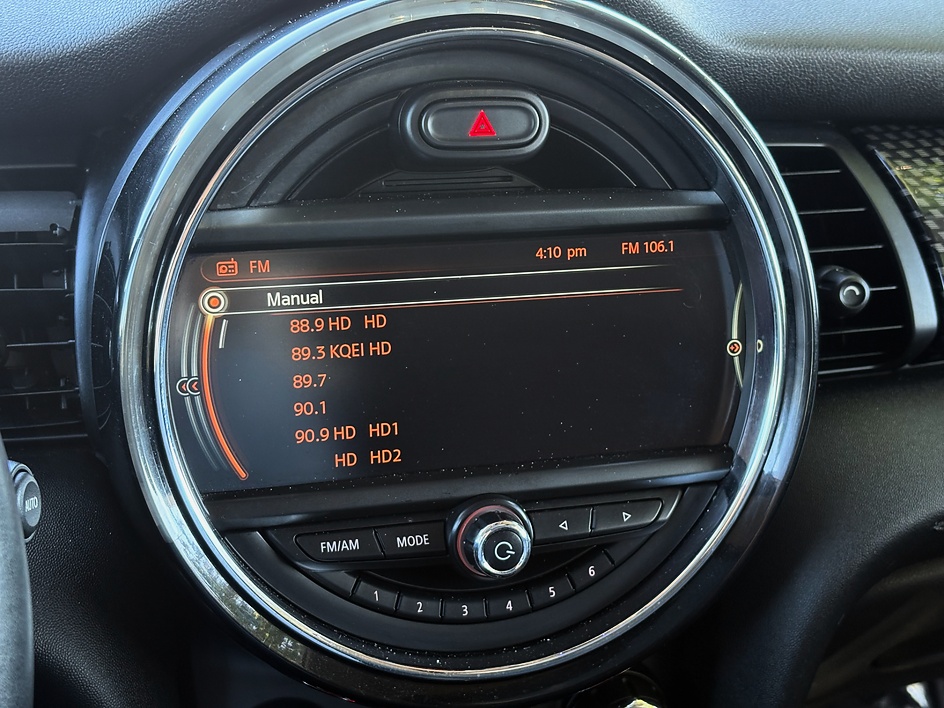 FM 4:10 pm FM 106.1
Manual
88.9 HD HD
89.3 KQEI HD
89.7
90.1
90.9 HD HD1
HD HD2
AUTO
FM/AM MODE
1 2 3 4 5 6